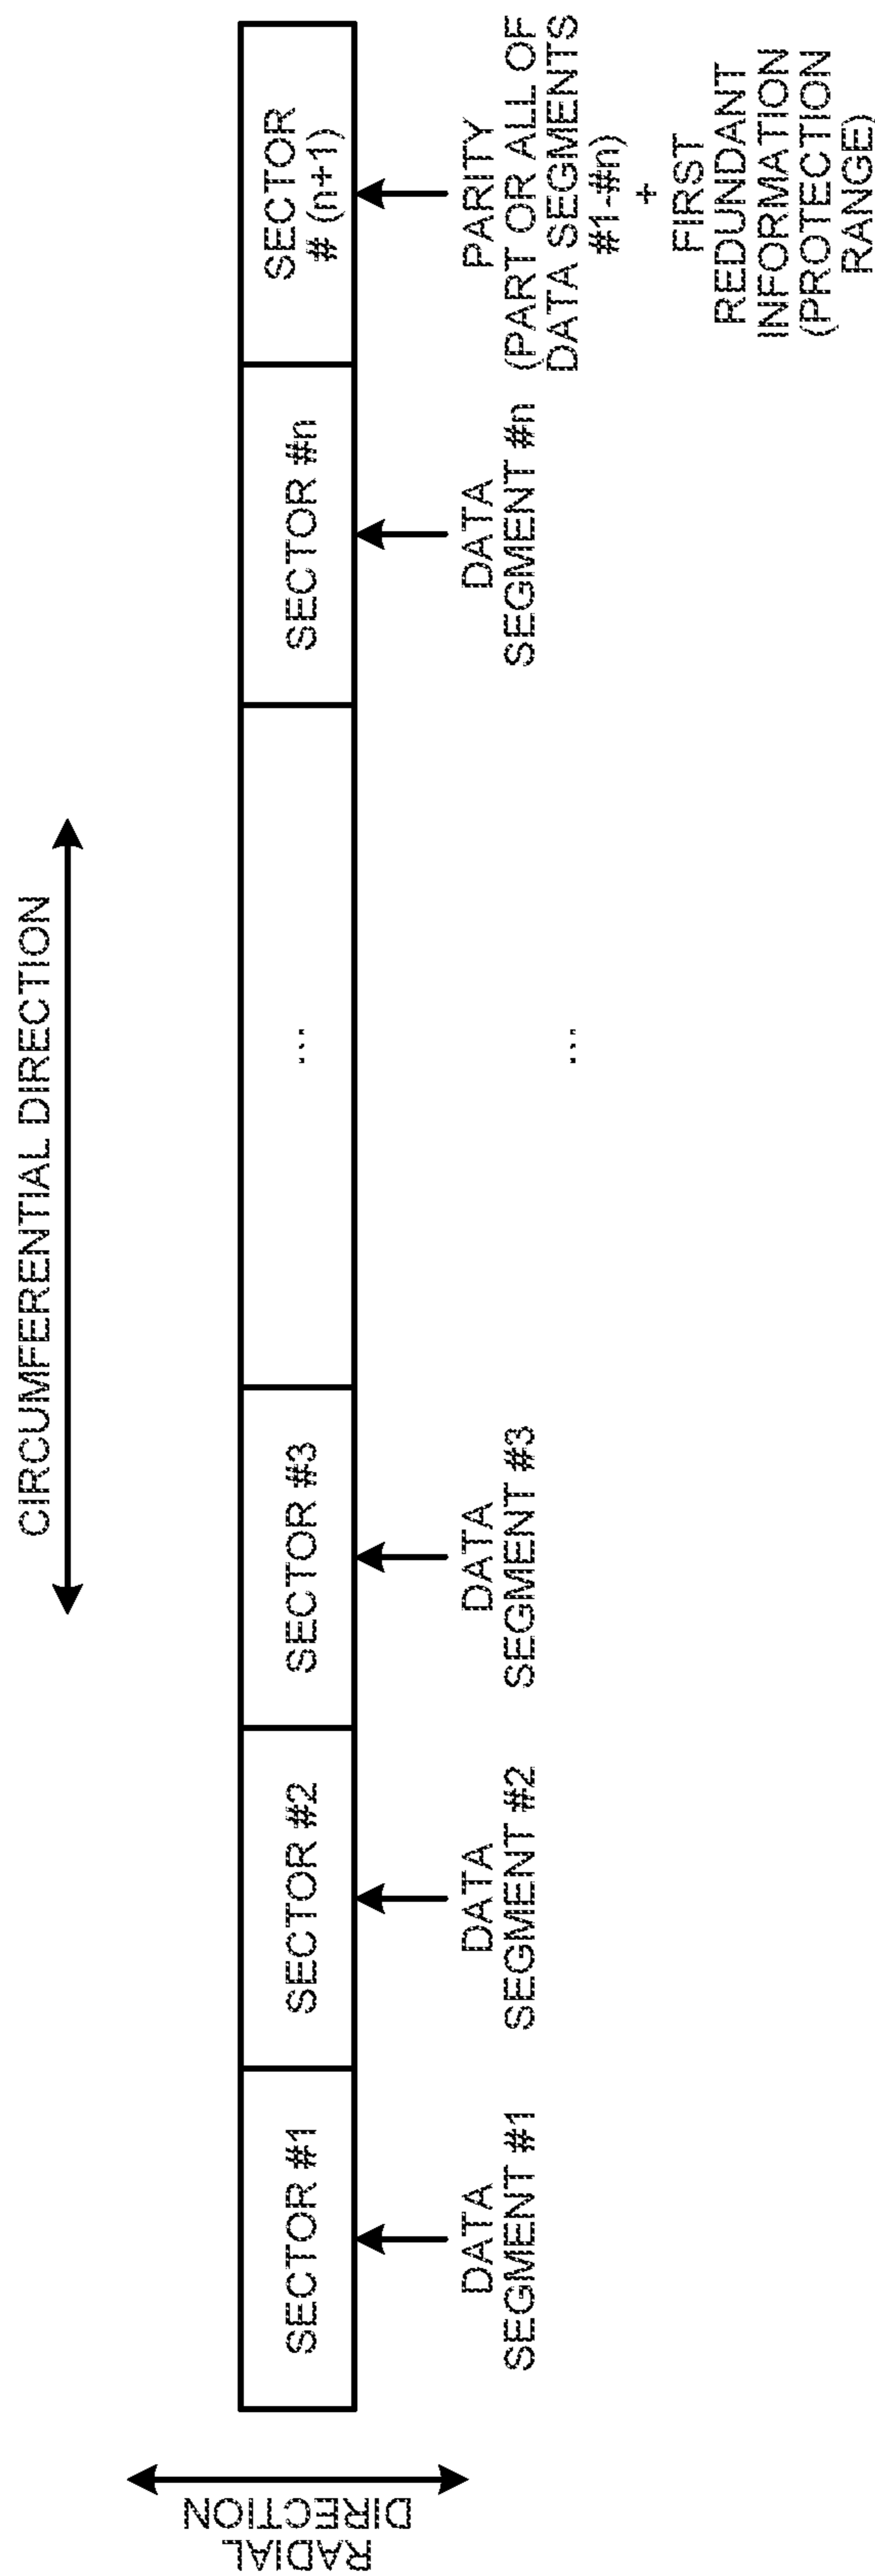 CIRCUMFERENTIAL DIRECTION
RADIAL
DIRECTION
SECTOR #1
SECTOR #2
SECTOR #3
...
SECTOR #n
SECTOR
# (n+1)
DATA
SEGMENT #1
DATA
SEGMENT #2
DATA
SEGMENT #3
...
DATA
SEGMENT #n
PARITY
(PART OR ALL OF
DATA SEGMENTS
#1-#n)
+
FIRST
REDUNDANT
INFORMATION
(PROTECTION
RANGE)